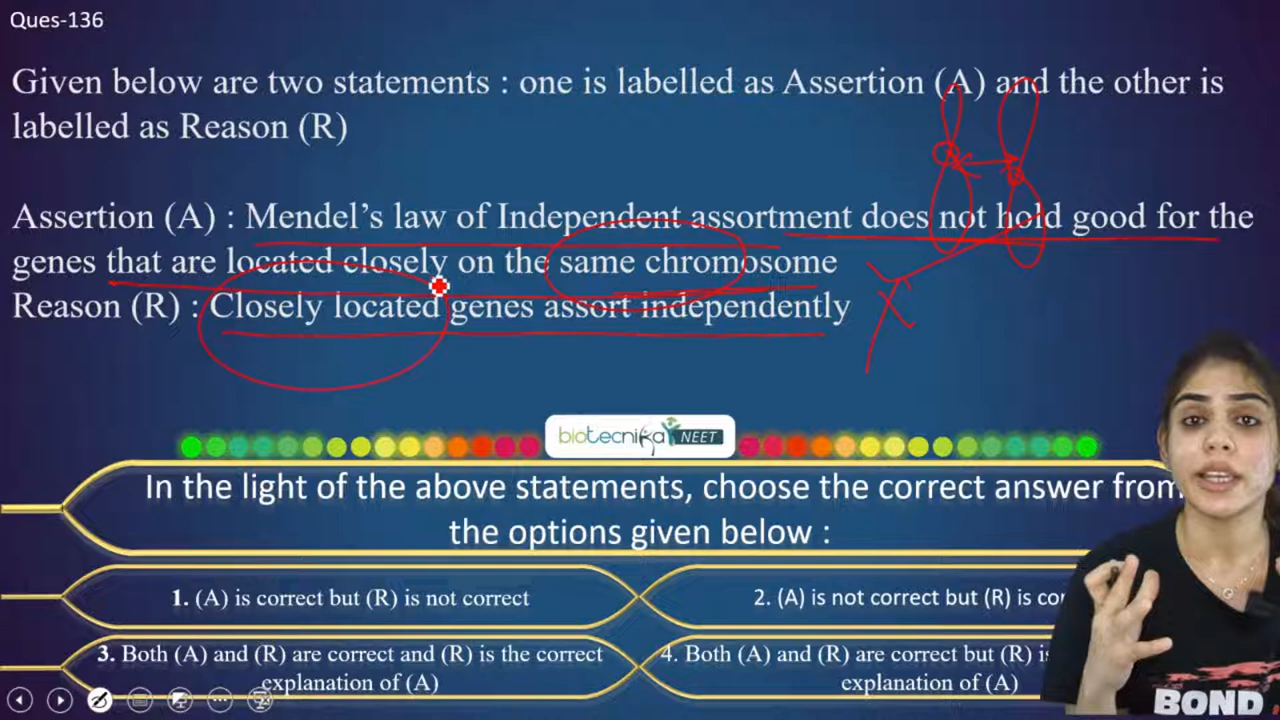 Ques-136
Given below are two statements : one is labelled as Assertion (A) and the other is
labelled as Reason (R)
Assertion (A) : Mendel's law of Independent assortment does not hold good for the
genes that are located closely on the same chromosome
Reason (R) : Closely located genes assort independently
biotecnika NEET
In the light of the above statements, choose the correct answer from
the options given below :
1. (A) is correct but (R) is not correct
2. (A) is not correct but (R) is
3. Both (A) and (R) are correct and (R) is the correct
explanation of (A)
4. Both (A) and (R) are correct but (R)
explanation of (A)
BOND